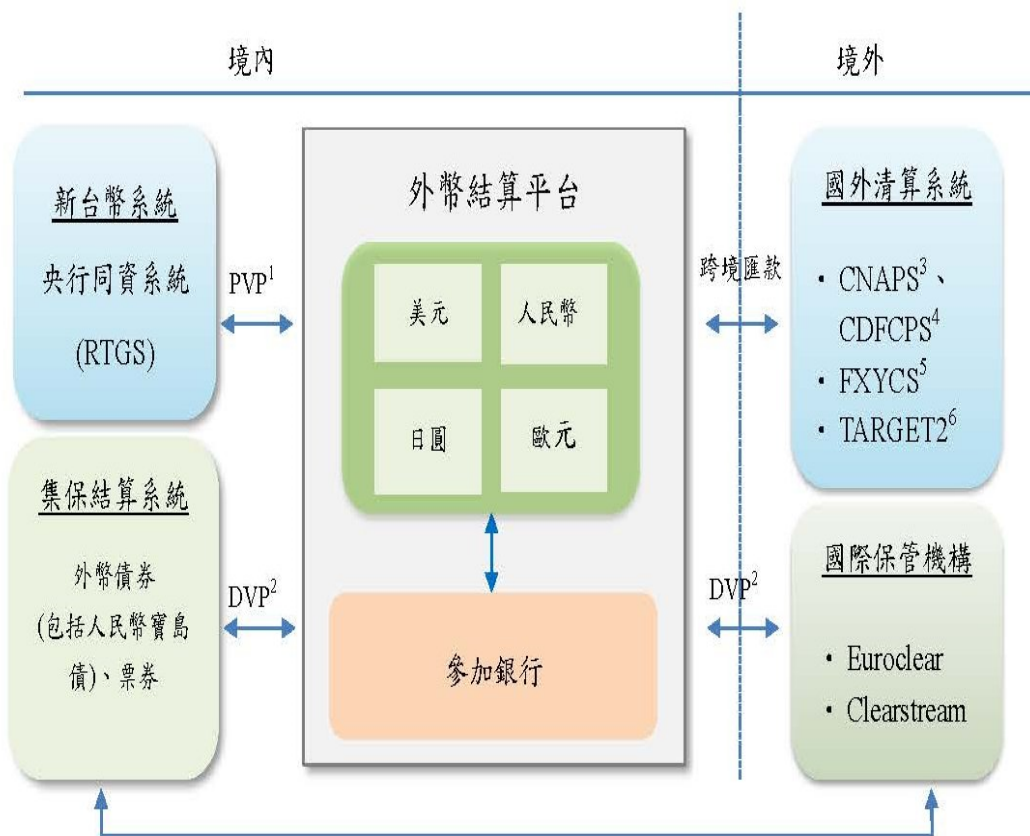 境內
境外
新台幣系統
央行同資系統
(RTGS)
PVP¹
外幣結算平台
美元
人民幣
日圓
歐元
參加銀行
跨境匯款
國外清算系統
• CNAPS³、
CDFCPS⁴
• FXYCS⁵
• TARGET2⁶
集保結算系統
外幣債券
(包括人民幣寶島
債)、票券
DVP²
DVP²
國際保管機構
• Euroclear
• Clearstream